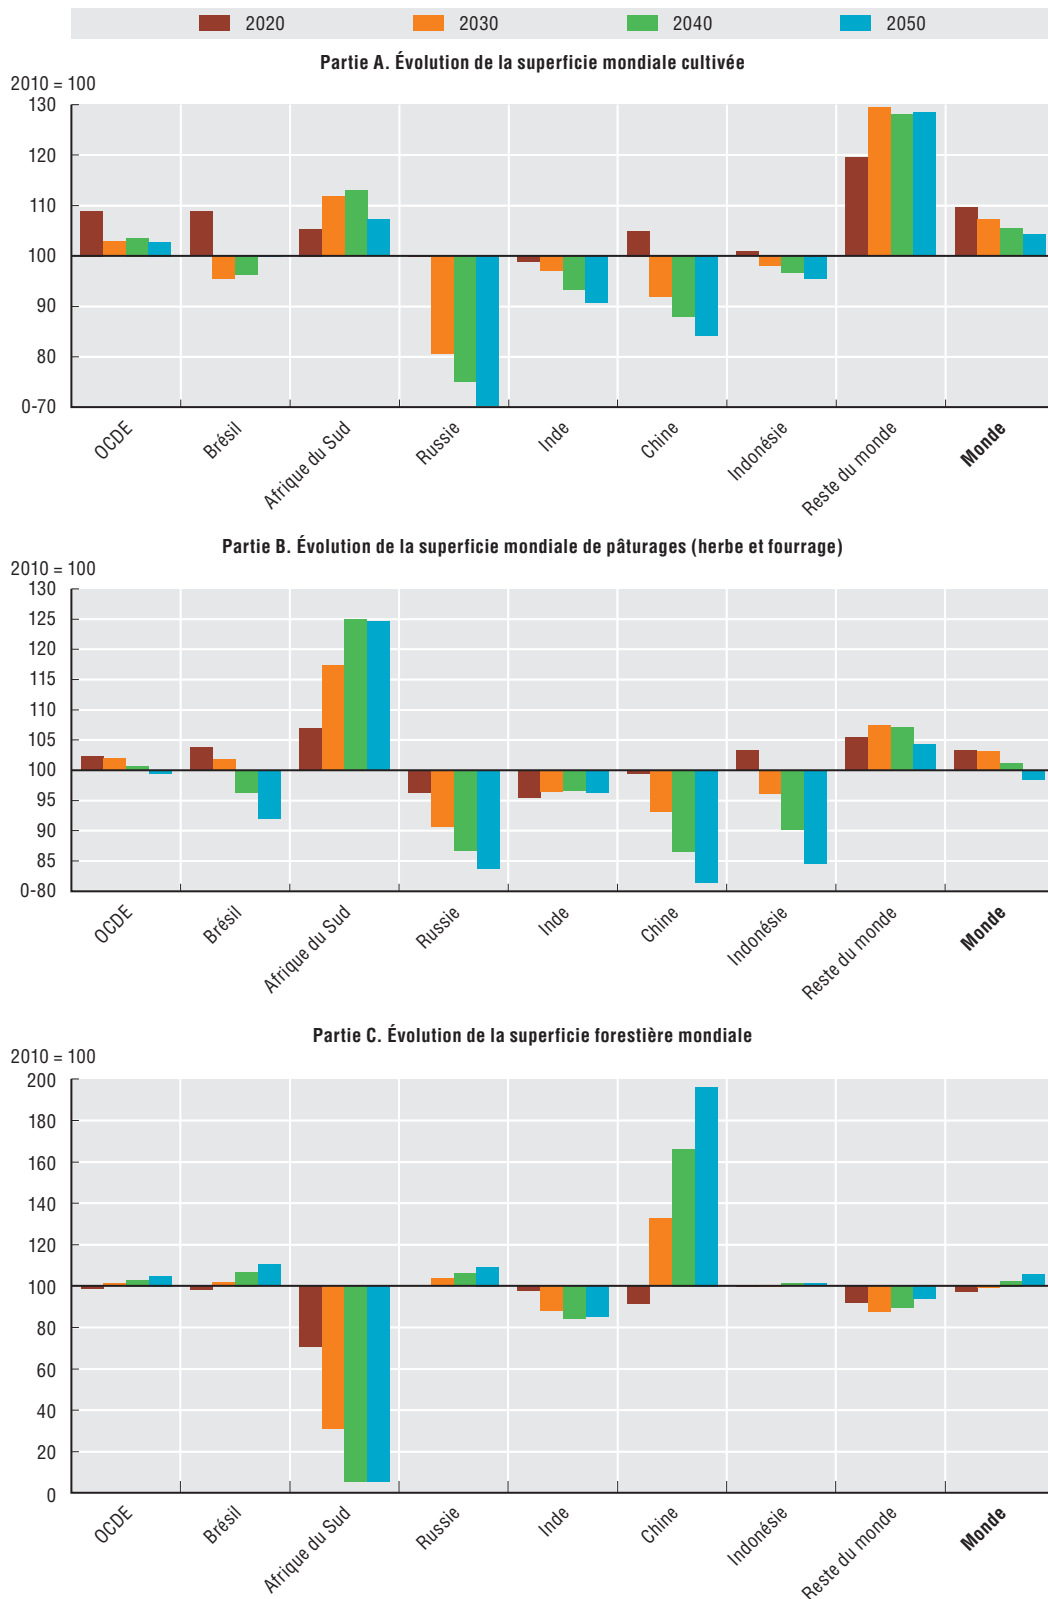 2020 2030 2040 2050
Partie A. Évolution de la superficie mondiale cultivée
2010 = 100
130
120
110
100
90
80
0-70
OCDE Brésil Afrique du Sud Russie Inde Chine Indonésie Reste du monde Monde
Partie B. Évolution de la superficie mondiale de pâturages (herbe et fourrage)
2010 = 100
130
125
120
115
110
105
100
95
90
85
0-80
OCDE Brésil Afrique du Sud Russie Inde Chine Indonésie Reste du monde Monde
Partie C. Évolution de la superficie forestière mondiale
2010 = 100
200
180
160
140
120
100
80
60
40
20
0
OCDE Brésil Afrique du Sud Russie Inde Chine Indonésie Reste du monde Monde